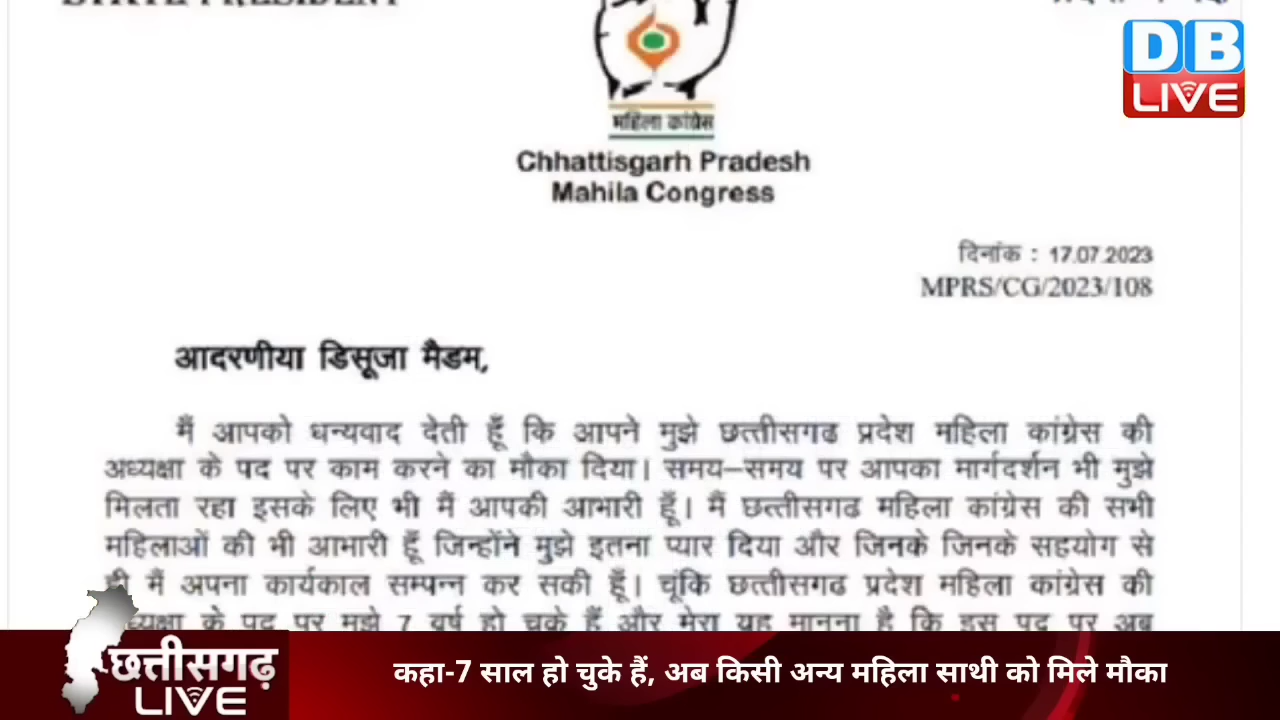 STATE PRESIDENT
DB
LIVE
महिला कांग्रेस
Chhattisgarh Pradesh
Mahila Congress
दिनांक : 17.07.2023
MPRS/CG/2023/108
आदरणीया डिसूजा मैडम,
मैं आपको धन्यवाद देती हूँ कि आपने मुझे छत्तीसगढ प्रदेश महिला कांग्रेस की
अध्यक्षा के पद पर काम करने का मौका दिया। समय–समय पर आपका मार्गदर्शन भी मुझे
मिलता रहा इसके लिए भी मैं आपकी आभारी हूँ। मैं छत्तीसगढ महिला कांग्रेस की सभी
महिलाओं की भी आभारी हूँ जिन्होंने मुझे इतना प्यार दिया और जिनके जिनके सहयोग से
ही मैं अपना कार्यकाल सम्पन्न कर सकी हूँ। चूंकि छत्तीसगढ प्रदेश महिला कांग्रेस की
के पद पर मुझे 7 वर्ष हो चुके हैं और मेरा यह मानना है कि इस पद पर अब
छत्तीसगढ़
LIVE
कहा-7 साल हो चुके हैं, अब किसी अन्य महिला साथी को मिले मौका